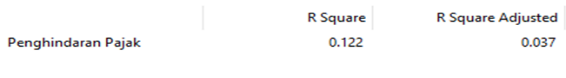 R Square R Square Adjusted
Penghindaran Pajak 0.122 0.037